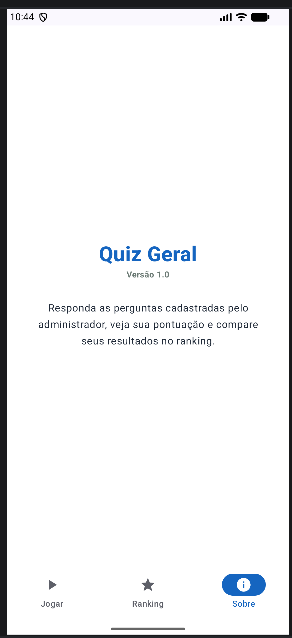 10:44
Quiz Geral
Versão 1.0
Responda as perguntas cadastradas pelo
administrador, veja sua pontuação e compare
seus resultados no ranking.
Jogar
Ranking
Sobre